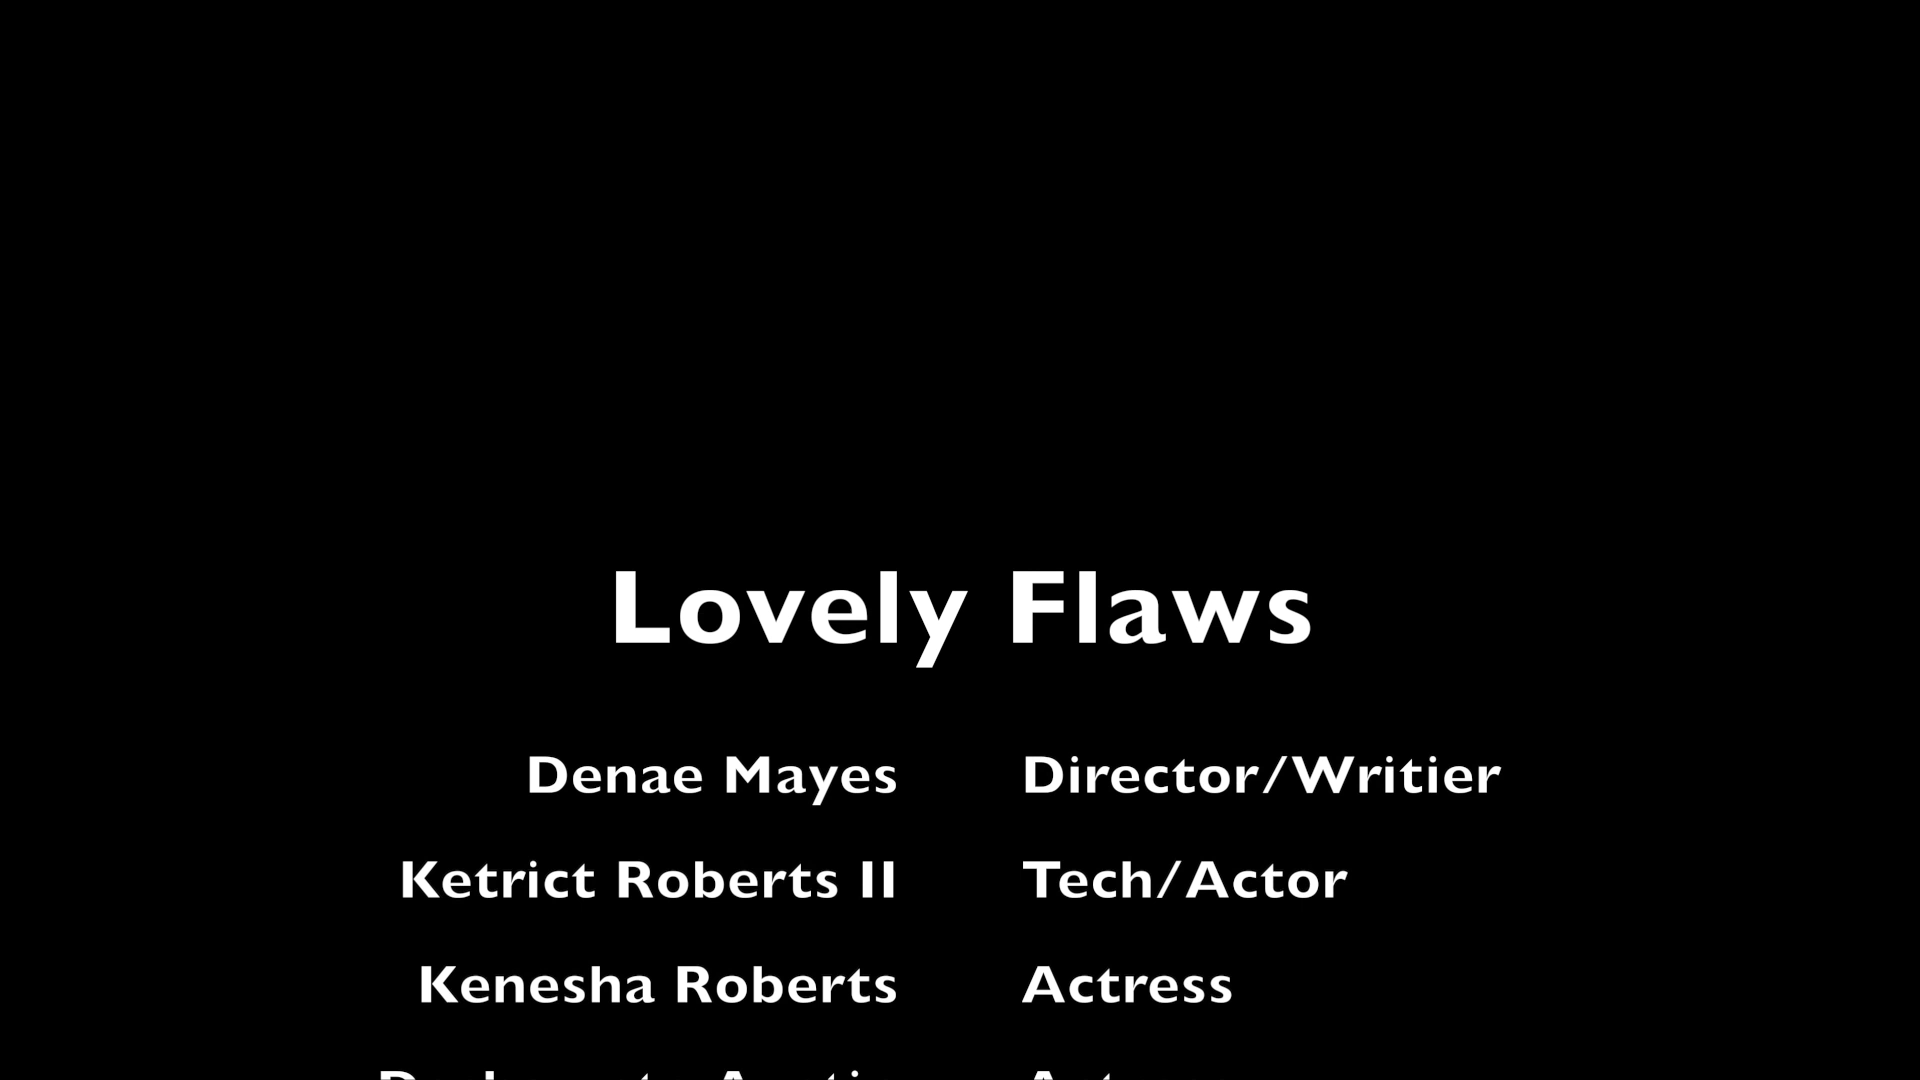 Lovely Flaws
Denae Mayes Director/Writier
Ketrict Roberts II Tech/Actor
Kenesha Roberts Actress